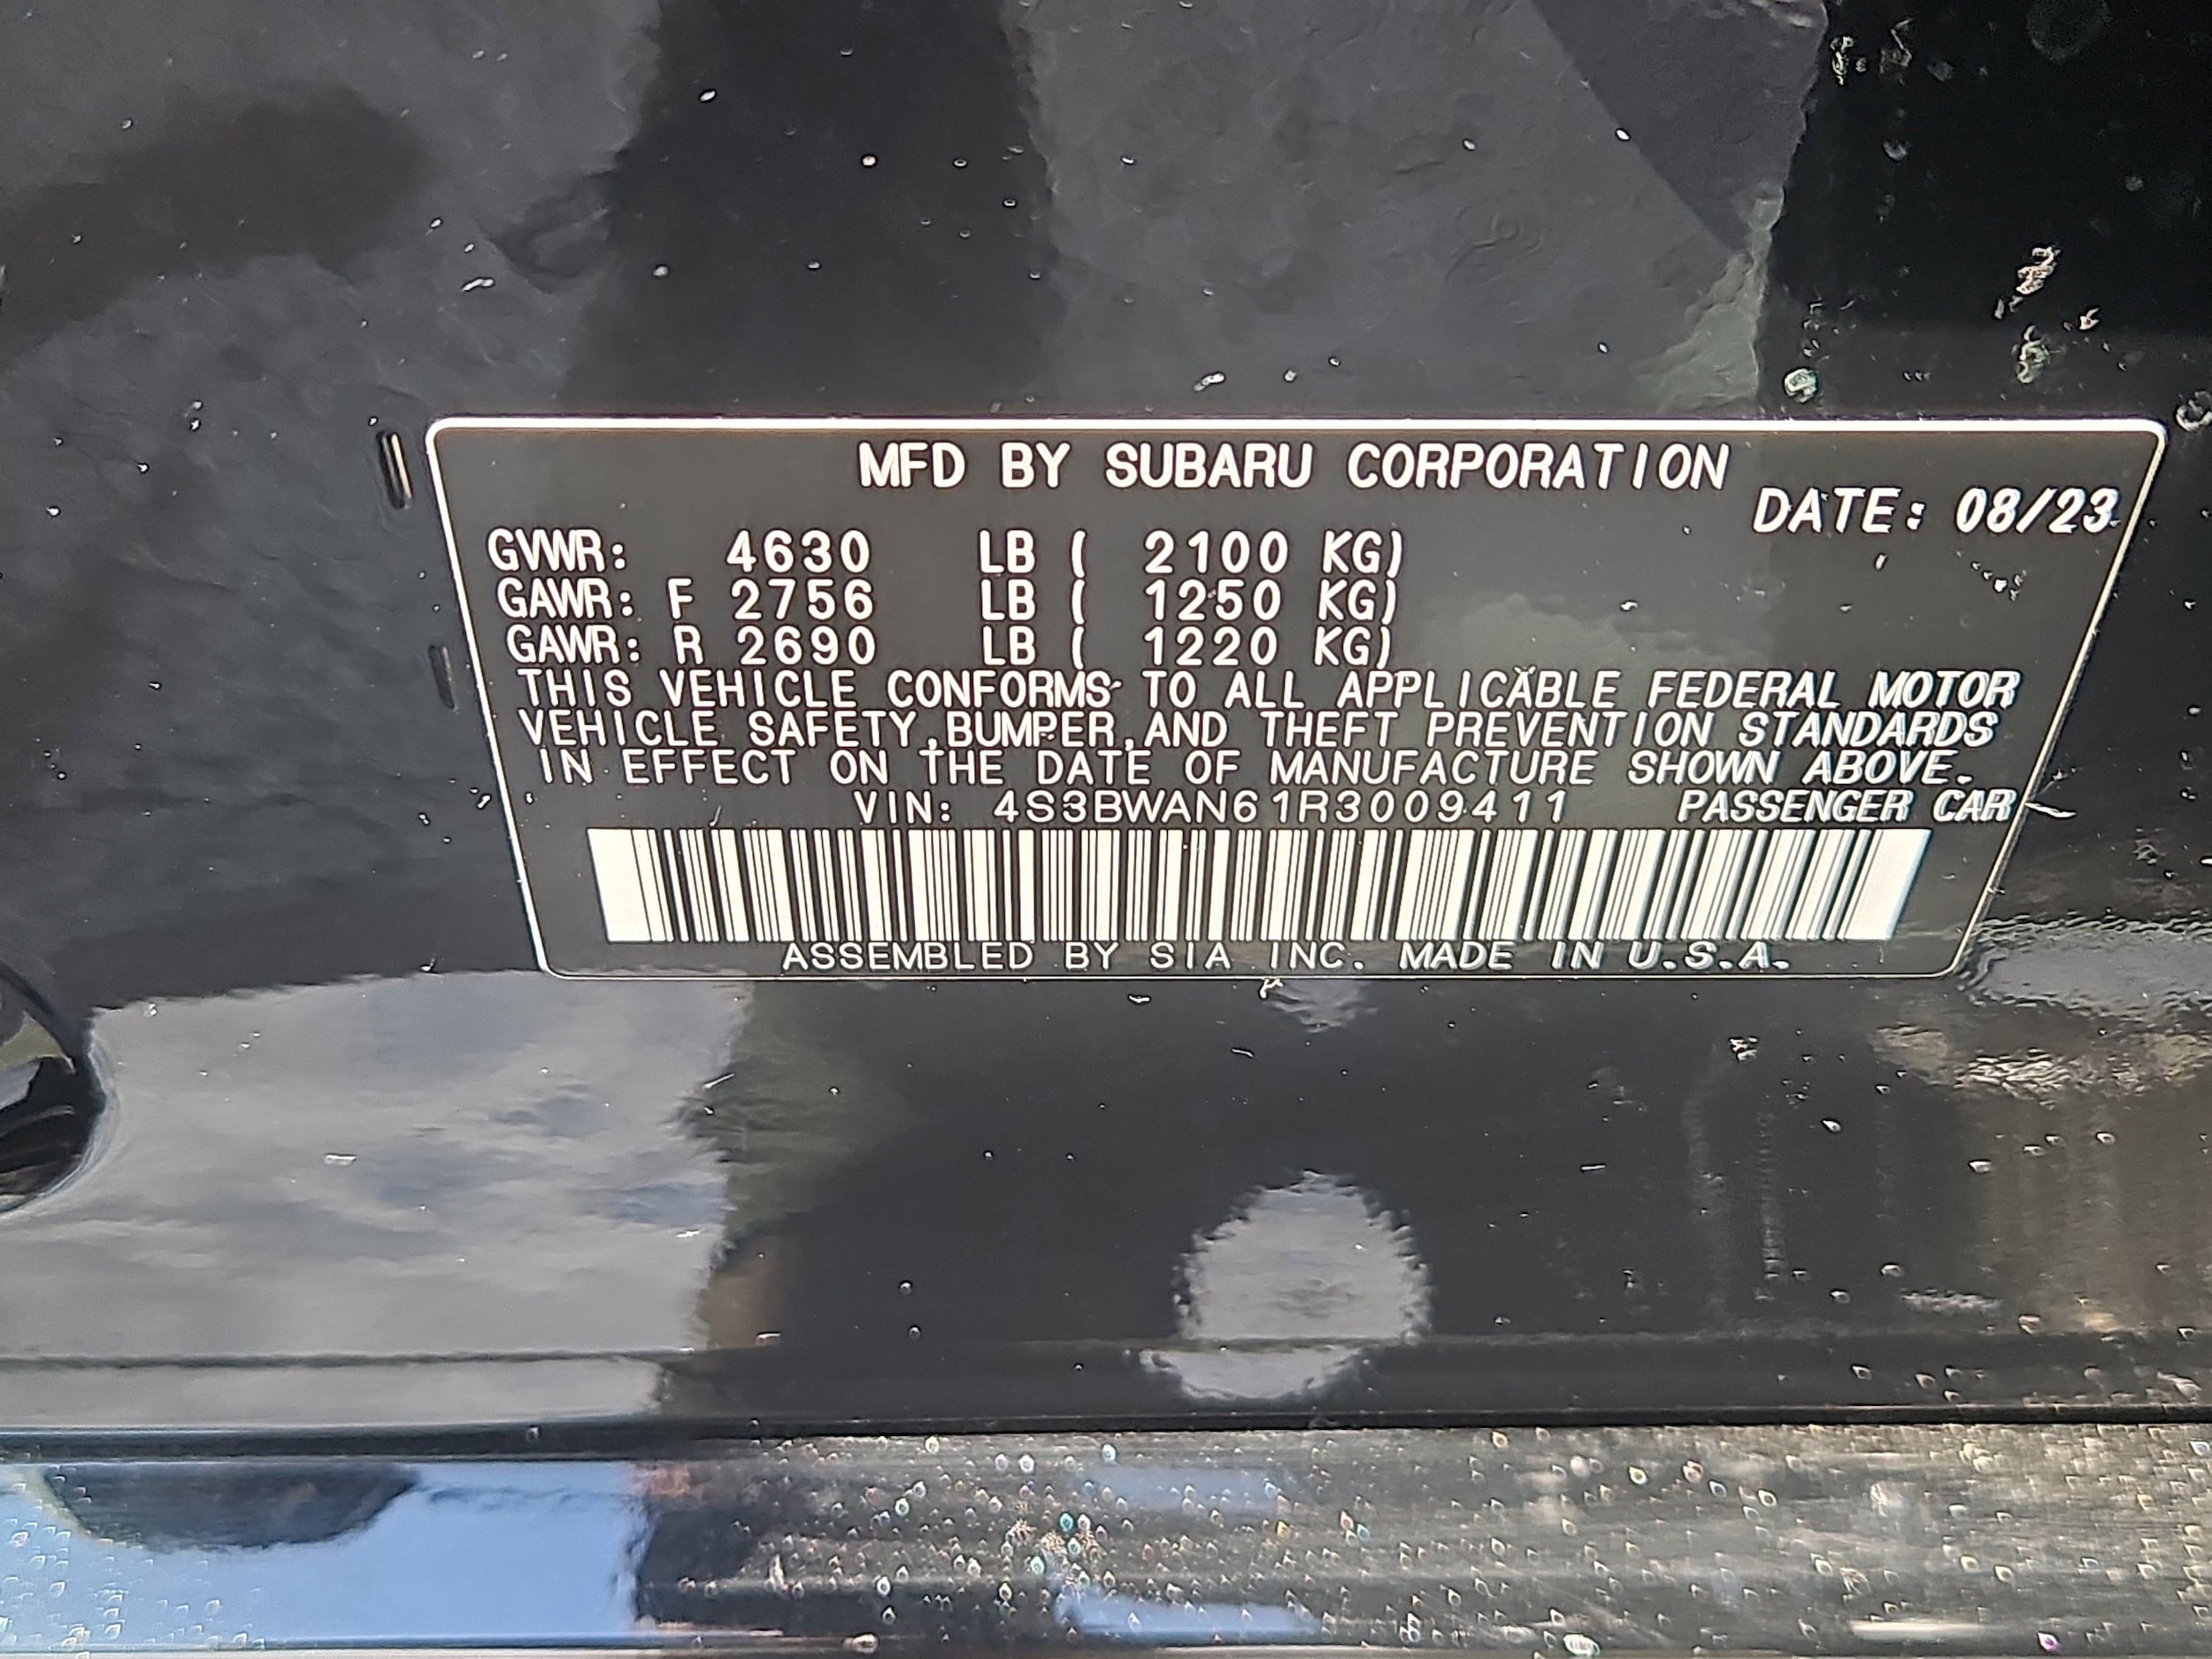 MFD BY SUBARU CORPORATION
DATE: 08/23
GVWR: 4630 LB ( 2100 KG)
GAWR: F 2756 LB ( 1250 KG)
GAWR: R 2690 LB ( 1220 KG)
THIS VEHICLE CONFORMS TO ALL APPLICABLE FEDERAL MOTOR
VEHICLE SAFETY,BUMPER,AND THEFT PREVENTION STANDARDS
IN EFFECT ON THE DATE OF MANUFACTURE SHOWN ABOVE.
VIN: 4S3BWAN61R3009411 PASSENGER CAR
ASSEMBLED BY SIA INC. MADE IN U.S.A.